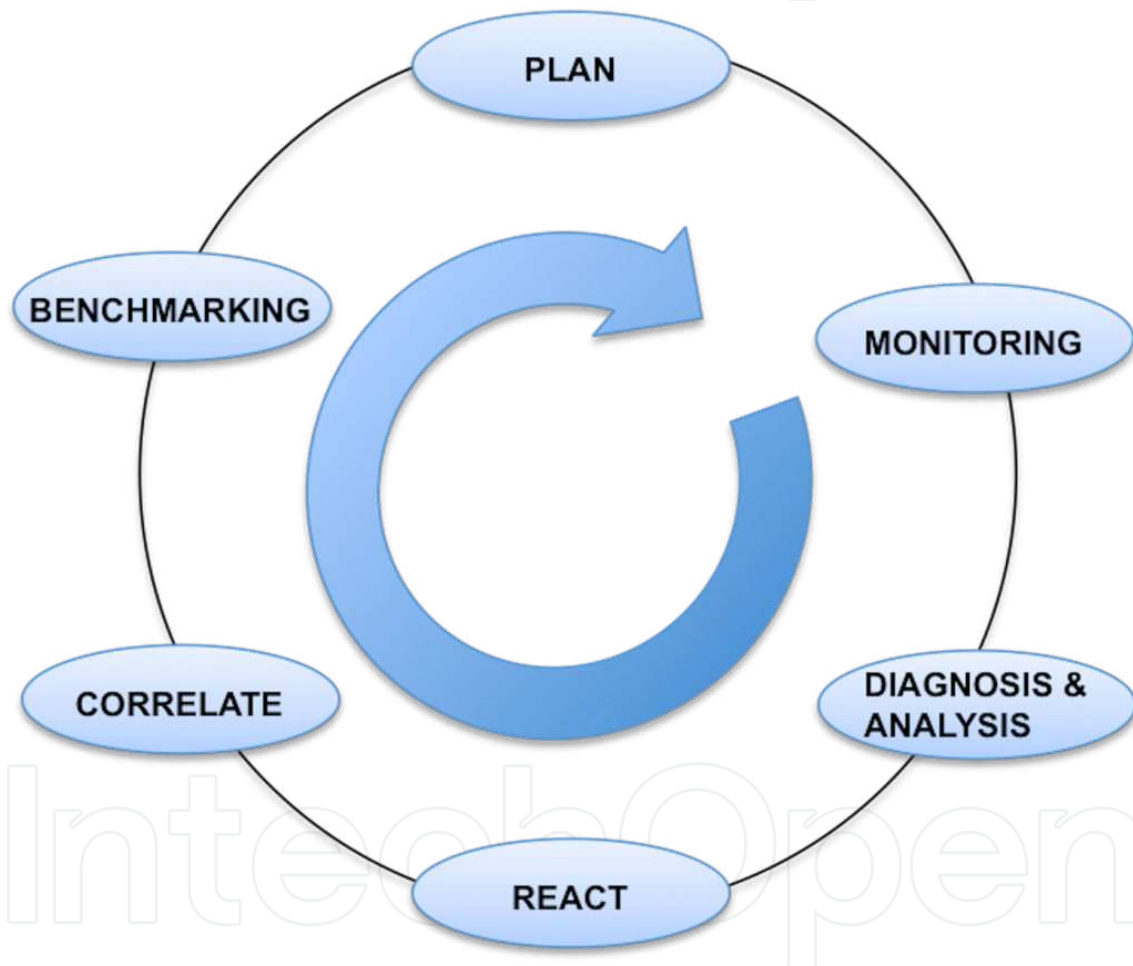 PLAN
BENCHMARKING
MONITORING
CORRELATE
DIAGNOSIS &
ANALYSIS
REACT
IntechOpen